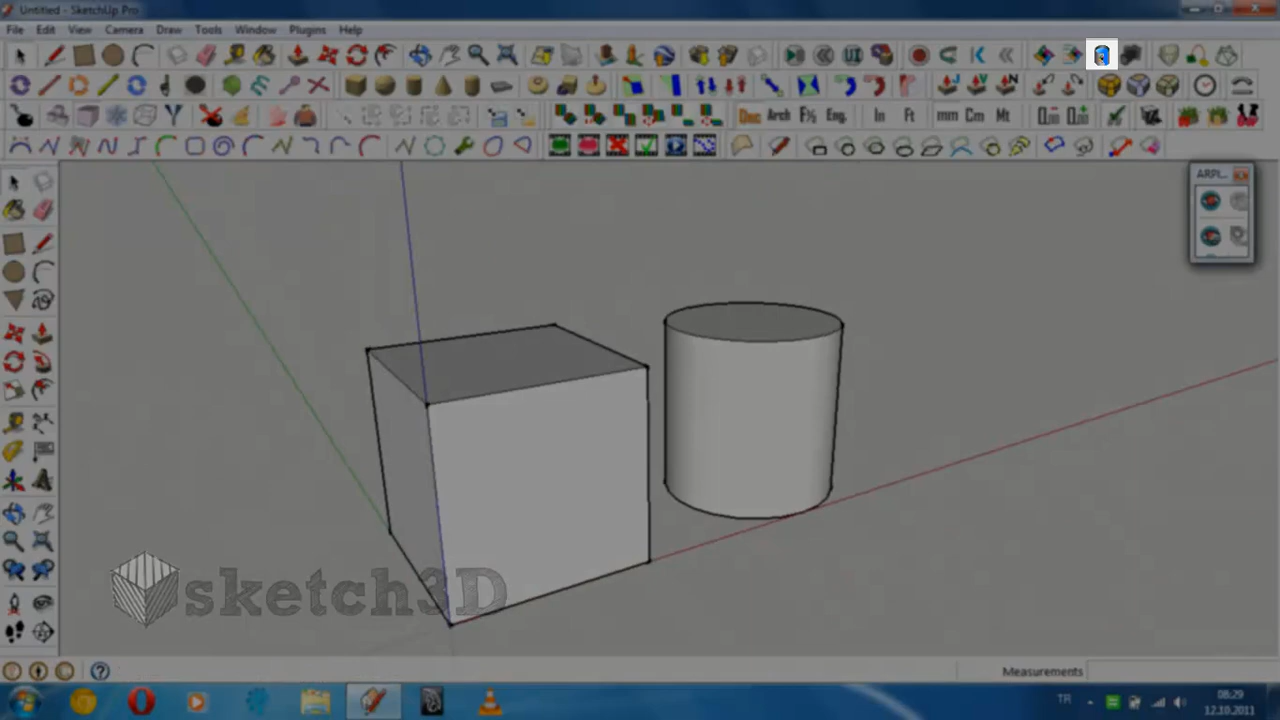 Untitled - SketchUp Pro
File Edit View Camera Draw Tools Window Plugins Help
Arch Eng. In Ft mm Cm Mt
ARPI...
sketch3D
Measurements
TR
08:29
12.10.2011